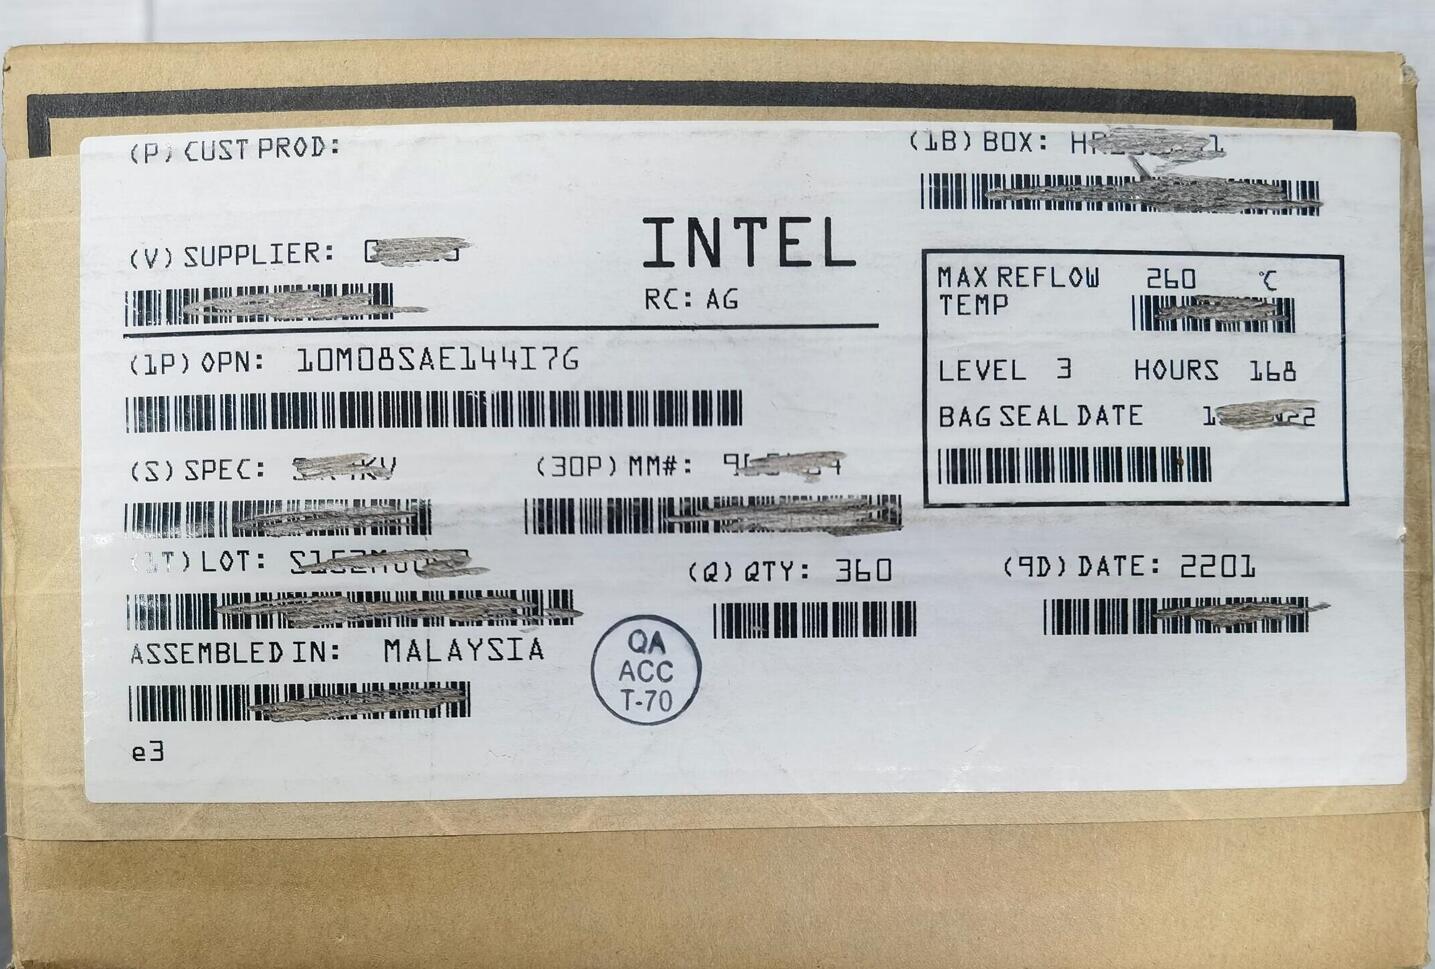 (P) CUST PROD:
(1B) BOX:
(V) SUPPLIER:
INTEL
RC: AG
MAX REFLOW TEMP 260 °C
LEVEL 3 HOURS 168
BAG SEAL DATE
(1P) OPN: 10M08SAE144I7G
(S) SPEC:
(30P) MM#:
(1T) LOT:
(Q) QTY: 360
(9D) DATE: 2201
ASSEMBLED IN: MALAYSIA
QA
ACC
T-70
e3